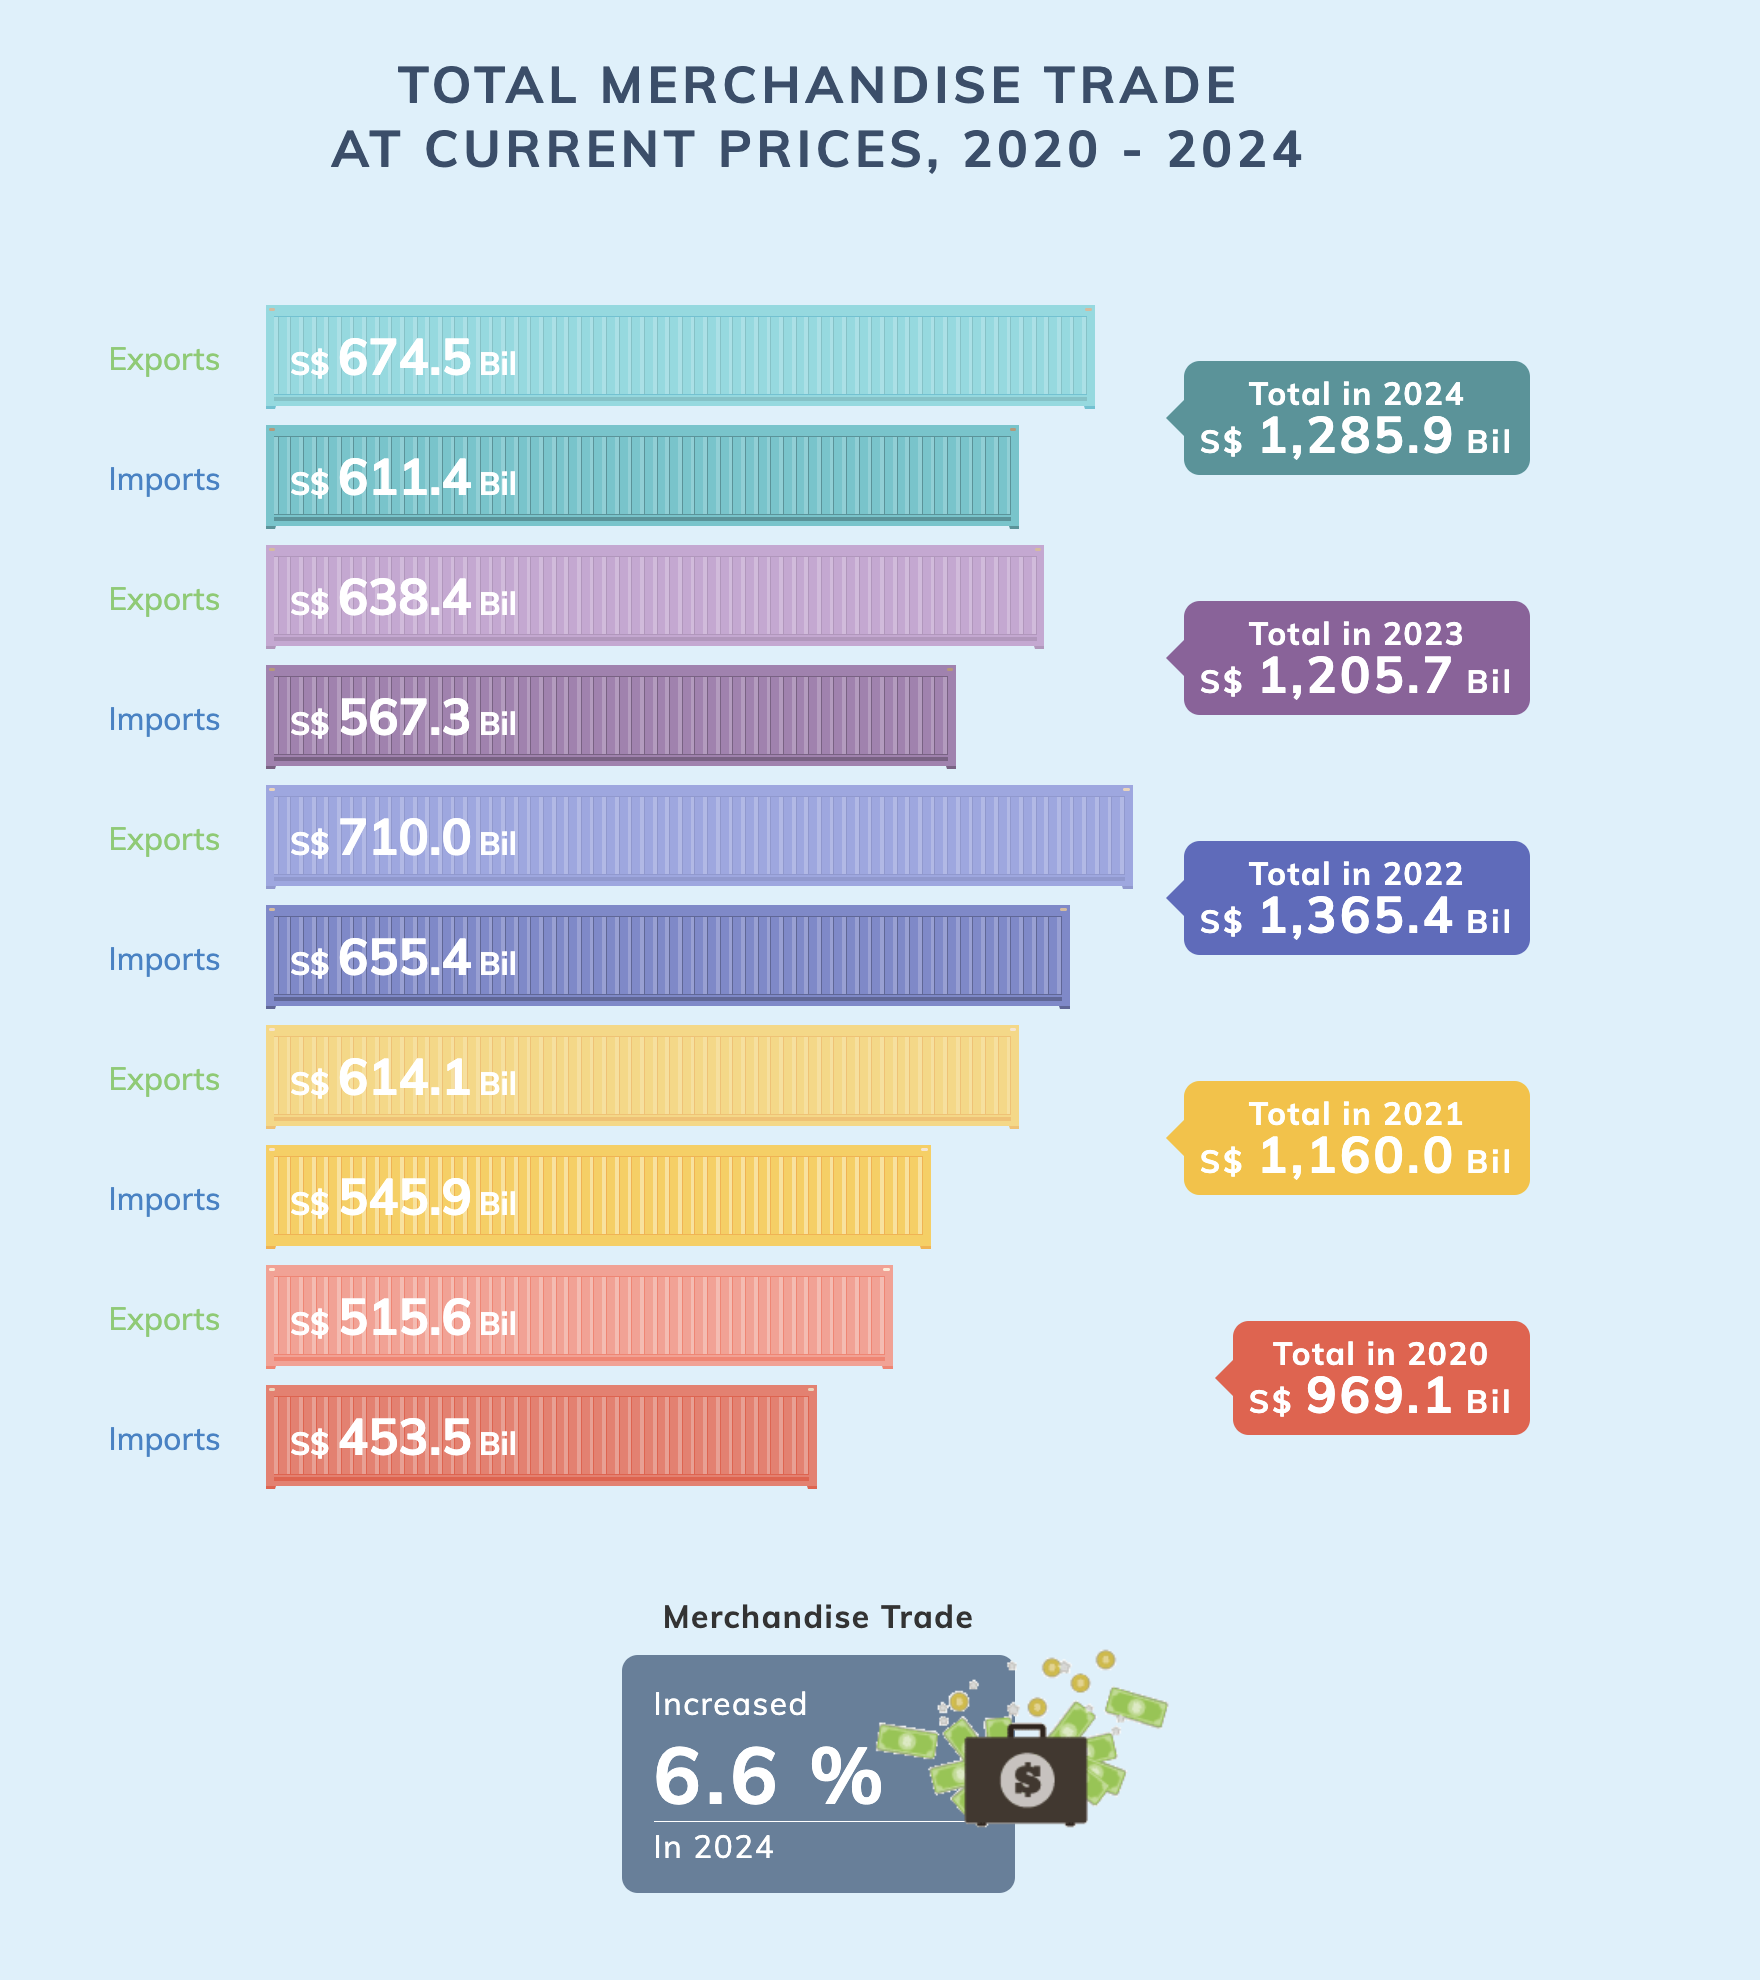 TOTAL MERCHANDISE TRADE
AT CURRENT PRICES, 2020 - 2024
Exports
S$ 674.5 Bil
Imports
S$ 611.4 Bil
Total in 2024
S$ 1,285.9 Bil
Exports
S$ 638.4 Bil
Imports
S$ 567.3 Bil
Total in 2023
S$ 1,205.7 Bil
Exports
S$ 710.0 Bil
Imports
S$ 655.4 Bil
Total in 2022
S$ 1,365.4 Bil
Exports
S$ 614.1 Bil
Imports
S$ 545.9 Bil
Total in 2021
S$ 1,160.0 Bil
Exports
S$ 515.6 Bil
Imports
S$ 453.5 Bil
Total in 2020
S$ 969.1 Bil
Merchandise Trade
Increased
6.6 %
In 2024
$